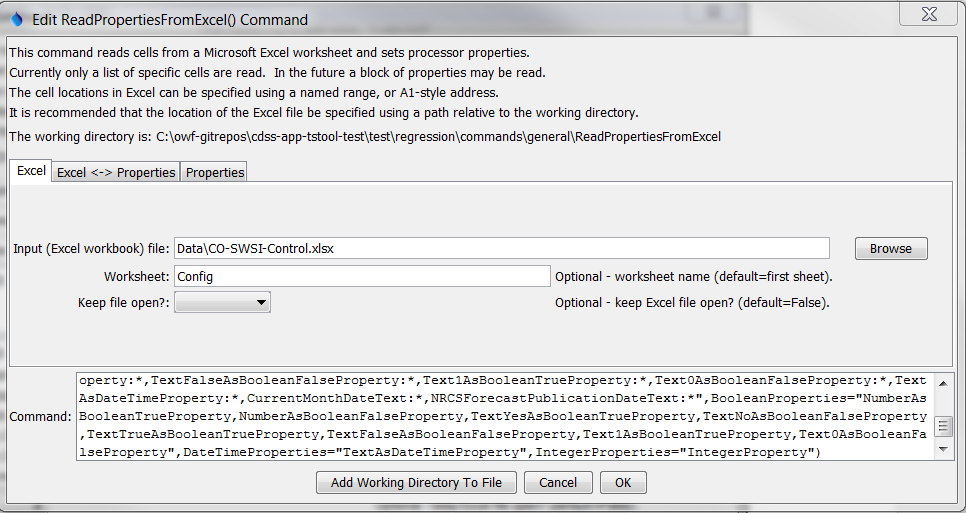 Edit ReadPropertiesFromExcel() Command
This command reads cells from a Microsoft Excel worksheet and sets processor properties.
Currently only a list of specific cells are read.  In the future a block of properties may be read.
The cell locations in Excel can be specified using a named range, or A1-style address.
It is recommended that the location of the Excel file be specified using a path relative to the working directory.
The working directory is: C:\owf-gitrepos\cdss-app-tstool-test\test\regression\commands\general\ReadPropertiesFromExcel
Excel Excel <-> Properties Properties
Input (Excel workbook) file: Data\CO-SWSI-Control.xlsx Browse
Worksheet: Config Optional - worksheet name (default=first sheet).
Keep file open?: Optional - keep Excel file open? (default=False).
Command:
operty:*,TextFalseAsBooleanFalseProperty:*,Text1AsBooleanTrueProperty:*,Text0AsBooleanFalseProperty:*,Text
AsDateTimeProperty:*,CurrentMonthDateText:*,NRCSForecastPublicationDateText:*",BooleanProperties="NumberAs
BooleanTrueProperty,NumberAsBooleanFalseProperty,TextYesAsBooleanTrueProperty,TextNoAsBooleanFalseProperty
,TextTrueAsBooleanTrueProperty,TextFalseAsBooleanFalseProperty,Text1AsBooleanTrueProperty,Text0AsBooleanFa
lseProperty",DateTimeProperties="TextAsDateTimeProperty",IntegerProperties="IntegerProperty")
Add Working Directory To File Cancel OK